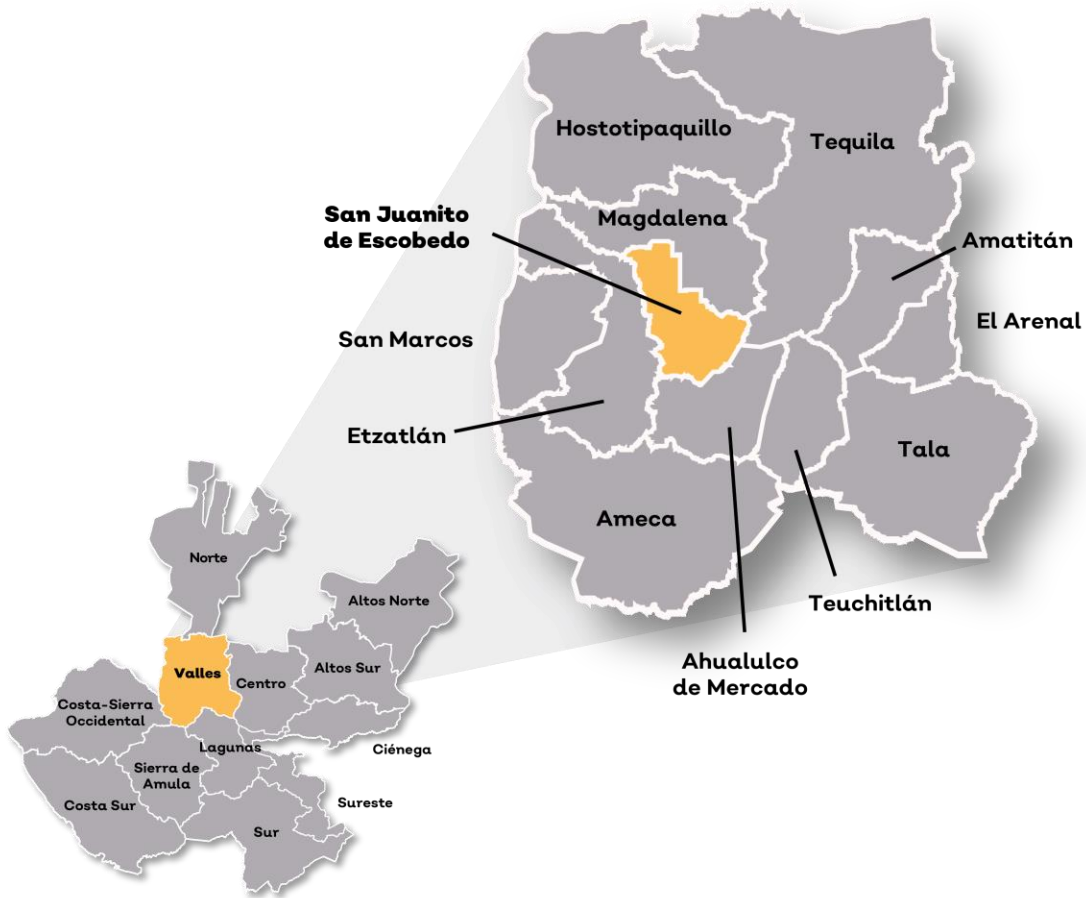 Hostotipaquillo
Tequila
San Juanito
de Escobedo
Magdalena
Amatitán
El Arenal
San Marcos
Etzatlán
Tala
Ameca
Teuchitlán
Ahualulco
de Mercado
Norte
Altos Norte
Valles
Centro
Altos Sur
Costa-Sierra
Occidental
Lagunas
Ciénega
Sierra de
Amula
Costa Sur
Sureste
Sur